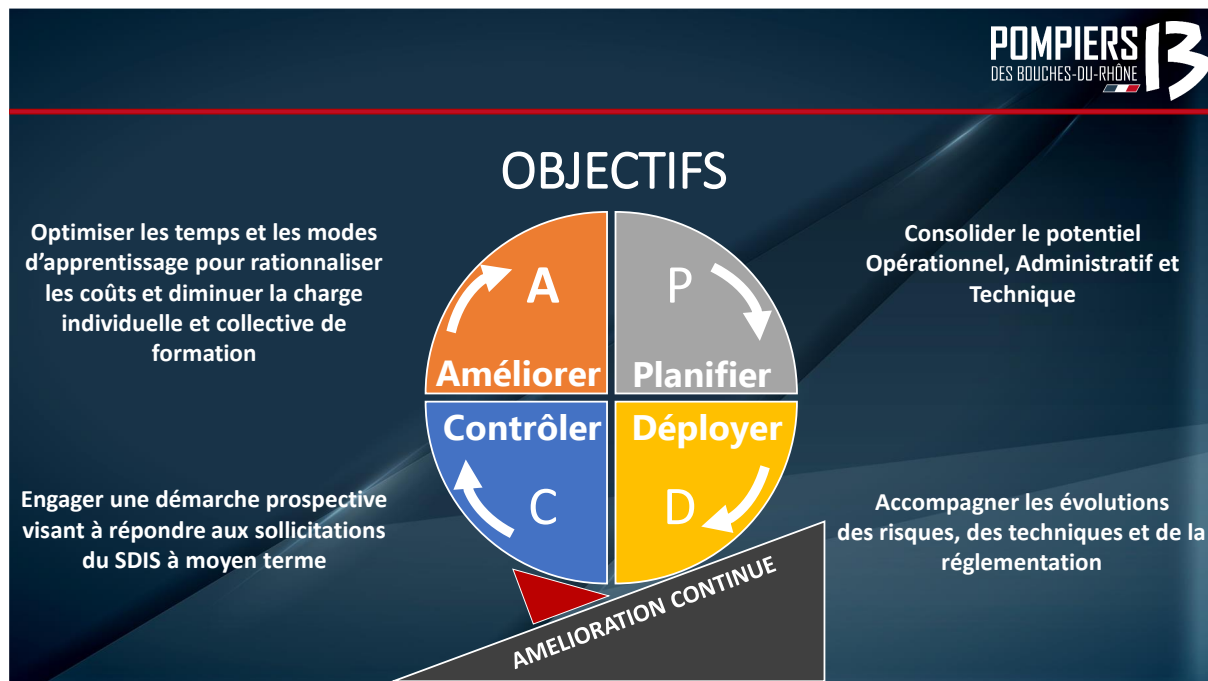 POMPIERS 13
DES BOUCHES-DU-RHÔNE
OBJECTIFS
Optimiser les temps et les modes
d’apprentissage pour rationnaliser
les coûts et diminuer la charge
individuelle et collective de
formation
A
Améliorer
P
Planifier
Consolider le potentiel
Opérationnel, Administratif et
Technique
Engager une démarche prospective
visant à répondre aux sollicitations
du SDIS à moyen terme
Contrôler
C
Déployer
D
Accompagner les évolutions
des risques, des techniques et de la
réglementation
AMELIORATION CONTINUE